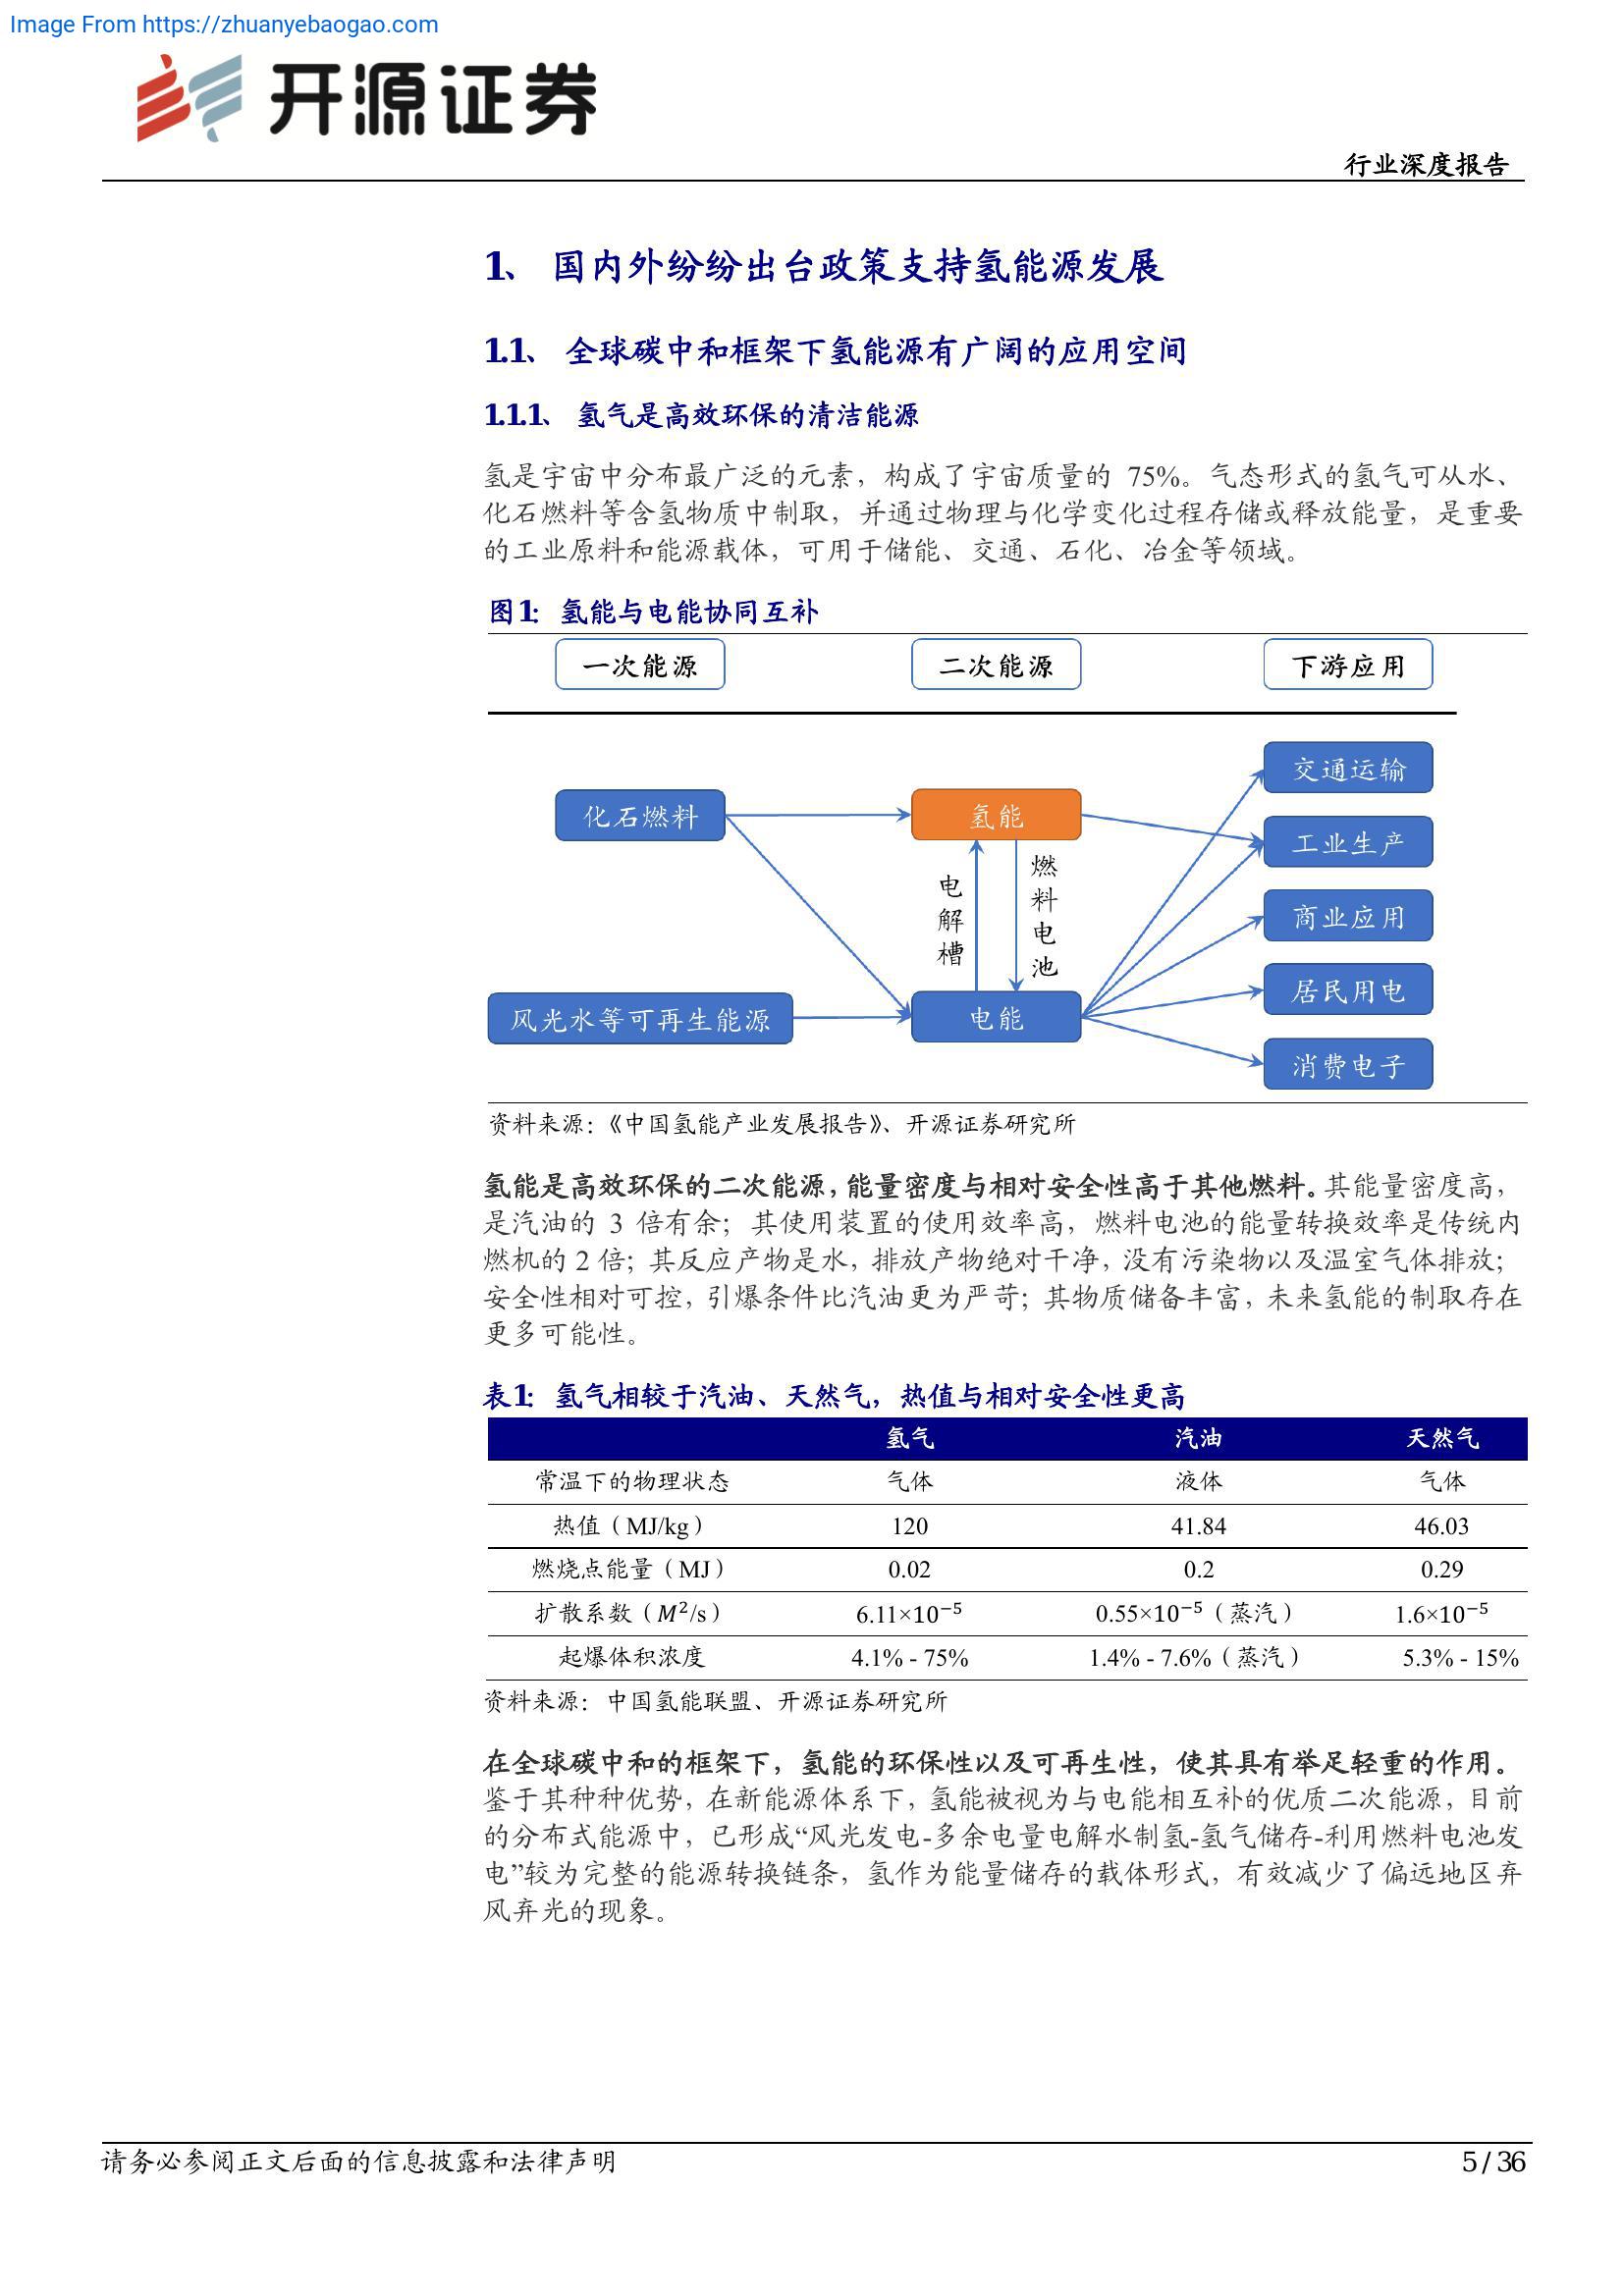 Image From https://zhuanyebaogao.com
开源证券
行业深度报告
1、 国内外纷纷出台政策支持氢能源发展
1.1、 全球碳中和框架下氢能源有广阔的应用空间
1.1.1、 氢气是高效环保的清洁能源
氢是宇宙中分布最广泛的元素，构成了宇宙质量的 75%。气态形式的氢气可从水、
化石燃料等含氢物质中制取，并通过物理与化学变化过程存储或释放能量，是重要
的工业原料和能源载体，可用于储能、交通、石化、冶金等领域。
图1： 氢能与电能协同互补
一次能源 二次能源 下游应用
交通运输
化石燃料 氢能
工业生产
电解槽 燃料电池
商业应用
居民用电
风光水等可再生能源 电能
消费电子
资料来源：《中国氢能产业发展报告》、开源证券研究所
氢能是高效环保的二次能源，能量密度与相对安全性高于其他燃料。其能量密度高，
是汽油的 3 倍有余；其使用装置的使用效率高，燃料电池的能量转换效率是传统内
燃机的 2 倍；其反应产物是水，排放产物绝对干净，没有污染物以及温室气体排放；
安全性相对可控，引爆条件比汽油更为严苛；其物质储备丰富，未来氢能的制取存在
更多可能性。
表1： 氢气相较于汽油、天然气，热值与相对安全性更高
氢气 汽油 天然气
常温下的物理状态 气体 液体 气体
热值（MJ/kg） 120 41.84 46.03
燃烧点能量（MJ） 0.02 0.2 0.29
扩散系数（M²/s） 6.11×10⁻⁵ 0.55×10⁻⁵（蒸汽） 1.6×10⁻⁵
起爆体积浓度 4.1% - 75% 1.4% - 7.6%（蒸汽） 5.3% - 15%
资料来源：中国氢能联盟、开源证券研究所
在全球碳中和的框架下，氢能的环保性以及可再生性，使其具有举足轻重的作用。
鉴于其种种优势，在新能源体系下，氢能被视为与电能相互补的优质二次能源，目前
的分布式能源中，已形成“风光发电-多余电量电解水制氢-氢气储存-利用燃料电池发
电”较为完整的能源转换链条，氢作为能量储存的载体形式，有效减少了偏远地区弃
风弃光的现象。
请务必参阅正文后面的信息披露和法律声明
5 / 36